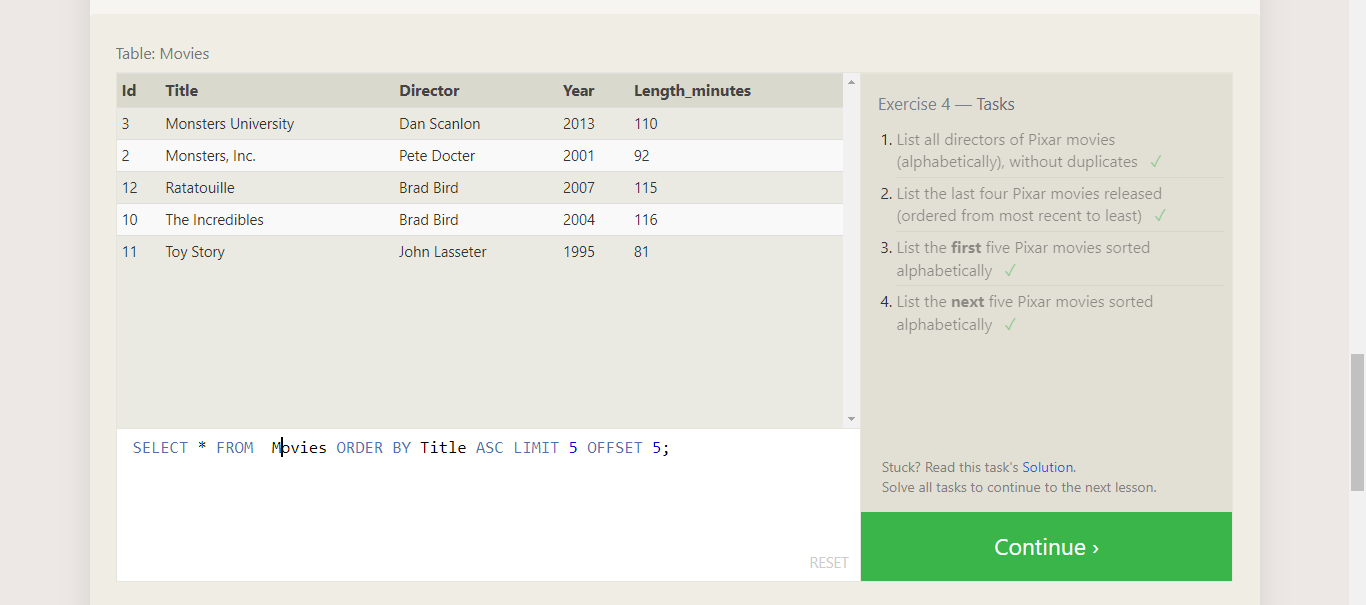 Table: Movies
Id Title Director Year Length_minutes
3 Monsters University Dan Scanlon 2013 110
2 Monsters, Inc. Pete Docter 2001 92
12 Ratatouille Brad Bird 2007 115
10 The Incredibles Brad Bird 2004 116
11 Toy Story John Lasseter 1995 81
SELECT * FROM  Movies ORDER BY Title ASC LIMIT 5 OFFSET 5;
RESET
Exercise 4 — Tasks
1. List all directors of Pixar movies
(alphabetically), without duplicates ✓
2. List the last four Pixar movies released
(ordered from most recent to least) ✓
3. List the first five Pixar movies sorted
alphabetically ✓
4. List the next five Pixar movies sorted
alphabetically ✓
Stuck? Read this task's Solution.
Solve all tasks to continue to the next lesson.
Continue ›